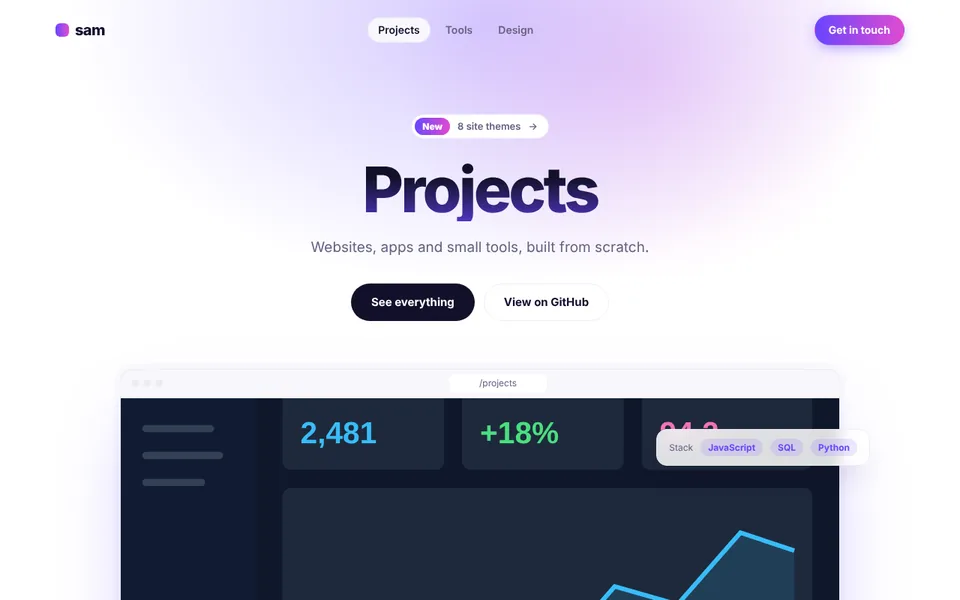 sam
Projects Tools Design
Get in touch
New 8 site themes →
Projects
Websites, apps and small tools, built from scratch.
See everything
View on GitHub
/projects
2,481
+18%
Stack JavaScript SQL Python